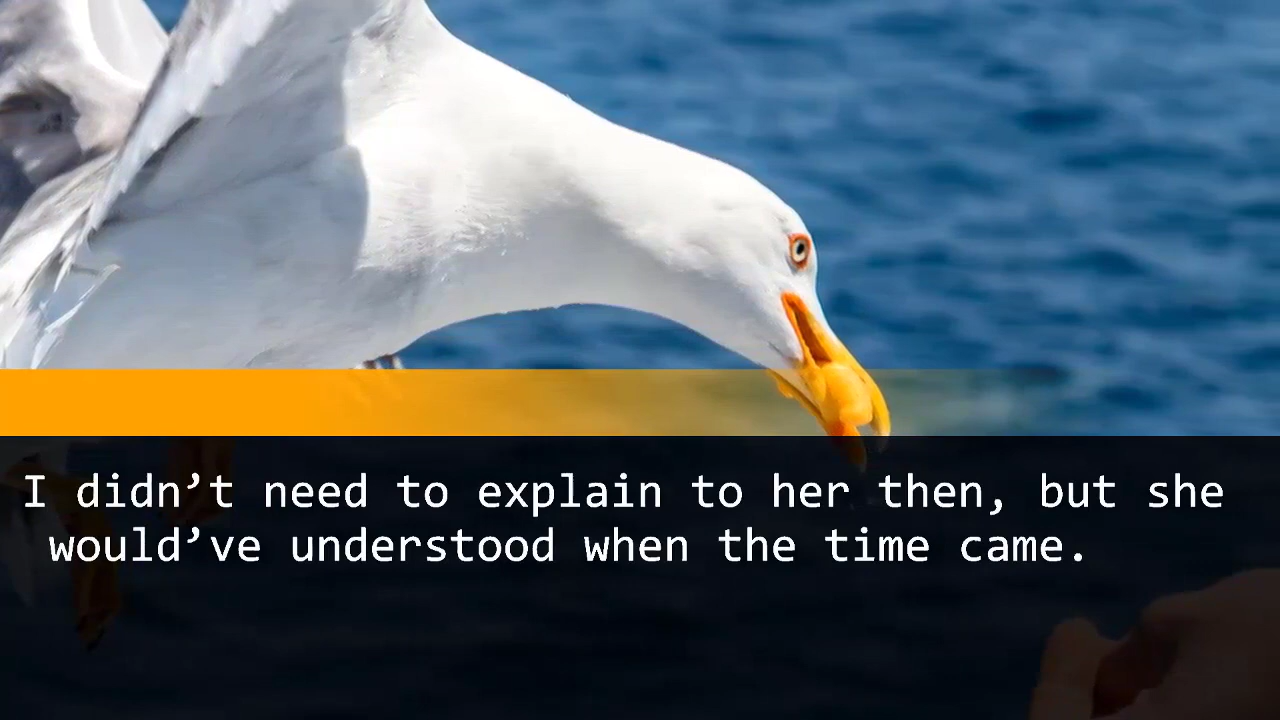 I didn’t need to explain to her then, but she
would’ve understood when the time came.